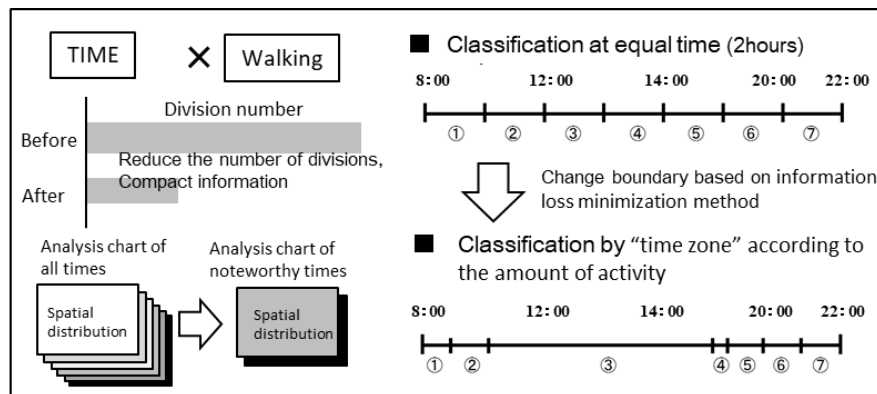 TIME × Walking
Division number
Before
Reduce the number of divisions,
Compact information
After
Analysis chart of
all times
Analysis chart of
noteworthy times
Spatial
distribution
Spatial
distribution
■ Classification at equal time (2hours)
8:00 12:00 14:00 20:00 22:00
① ② ③ ④ ⑤ ⑥ ⑦
Change boundary based on information
loss minimization method
■ Classification by “time zone” according to
the amount of activity
8:00 12:00 14:00 20:00 22:00
① ② ③ ④ ⑤ ⑥ ⑦